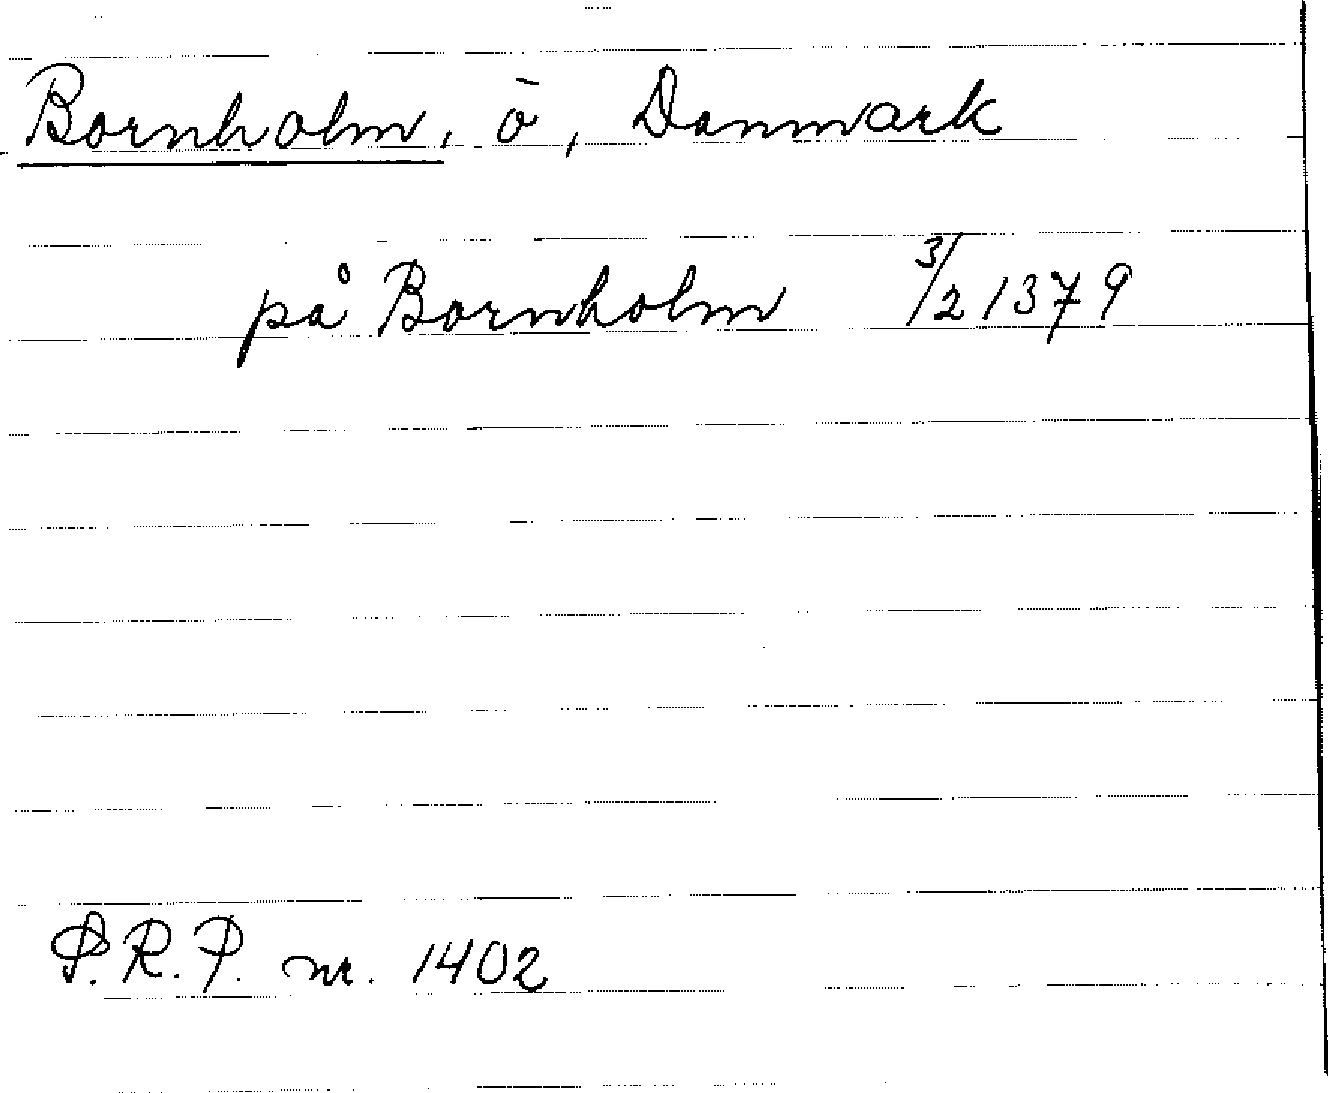 Bornholm, ö, Danmark
på Bornholm 3/2 1379
S.R.P. nr. 1402